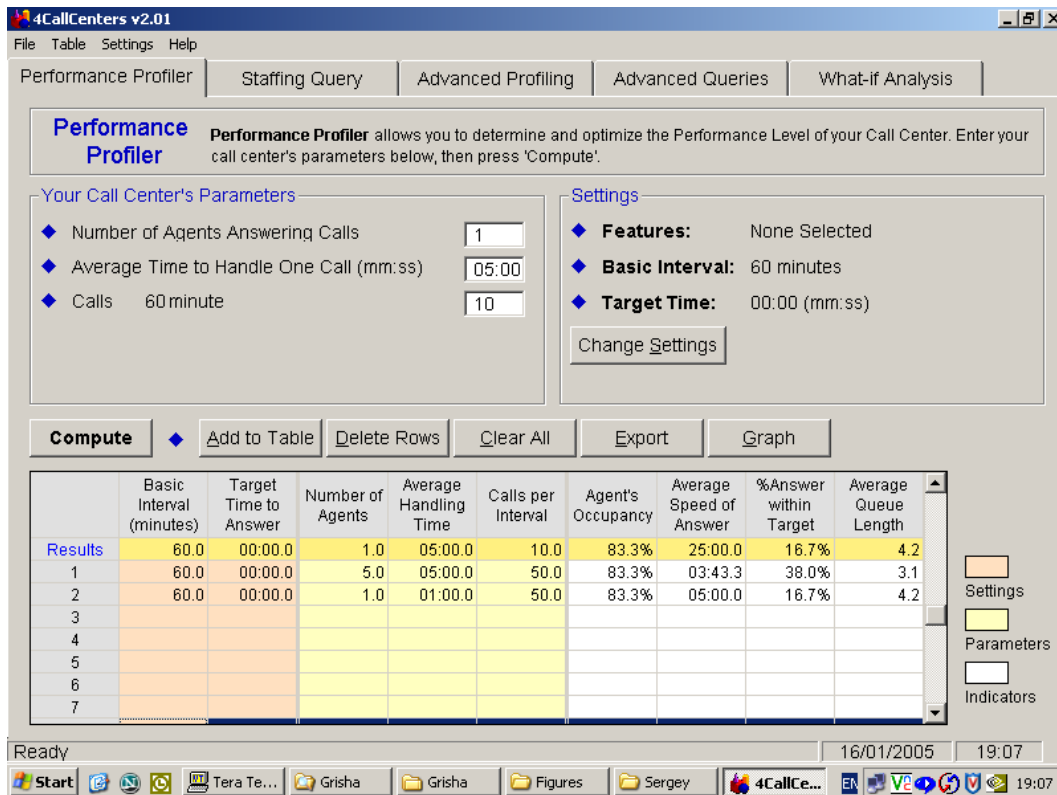 4CallCenters v2.01
File Table Settings Help
Performance Profiler Staffing Query Advanced Profiling Advanced Queries What-if Analysis
Performance Profiler
Performance Profiler allows you to determine and optimize the Performance Level of your Call Center. Enter your
call center's parameters below, then press 'Compute'.
Your Call Center's Parameters
Number of Agents Answering Calls 1
Average Time to Handle One Call (mm:ss) 05:00
Calls 60 minute 10
Settings
Features: None Selected
Basic Interval: 60 minutes
Target Time: 00:00 (mm:ss)
Change Settings
Compute Add to Table Delete Rows Clear All Export Graph
Basic Interval (minutes) Target Time to Answer Number of Agents Average Handling Time Calls per Interval Agent's Occupancy Average Speed of Answer %Answer within Target Average Queue Length
Results 60.0 00:00.0 1.0 05:00.0 10.0 83.3% 25:00.0 16.7% 4.2
1 60.0 00:00.0 5.0 05:00.0 50.0 83.3% 03:43.3 38.0% 3.1
2 60.0 00:00.0 1.0 01:00.0 50.0 83.3% 05:00.0 16.7% 4.2
3
4
5
6
7
Settings
Parameters
Indicators
Ready 16/01/2005 19:07
Start Tera Te... Grisha Grisha Figures Sergey 4CallCe... EN 19:07